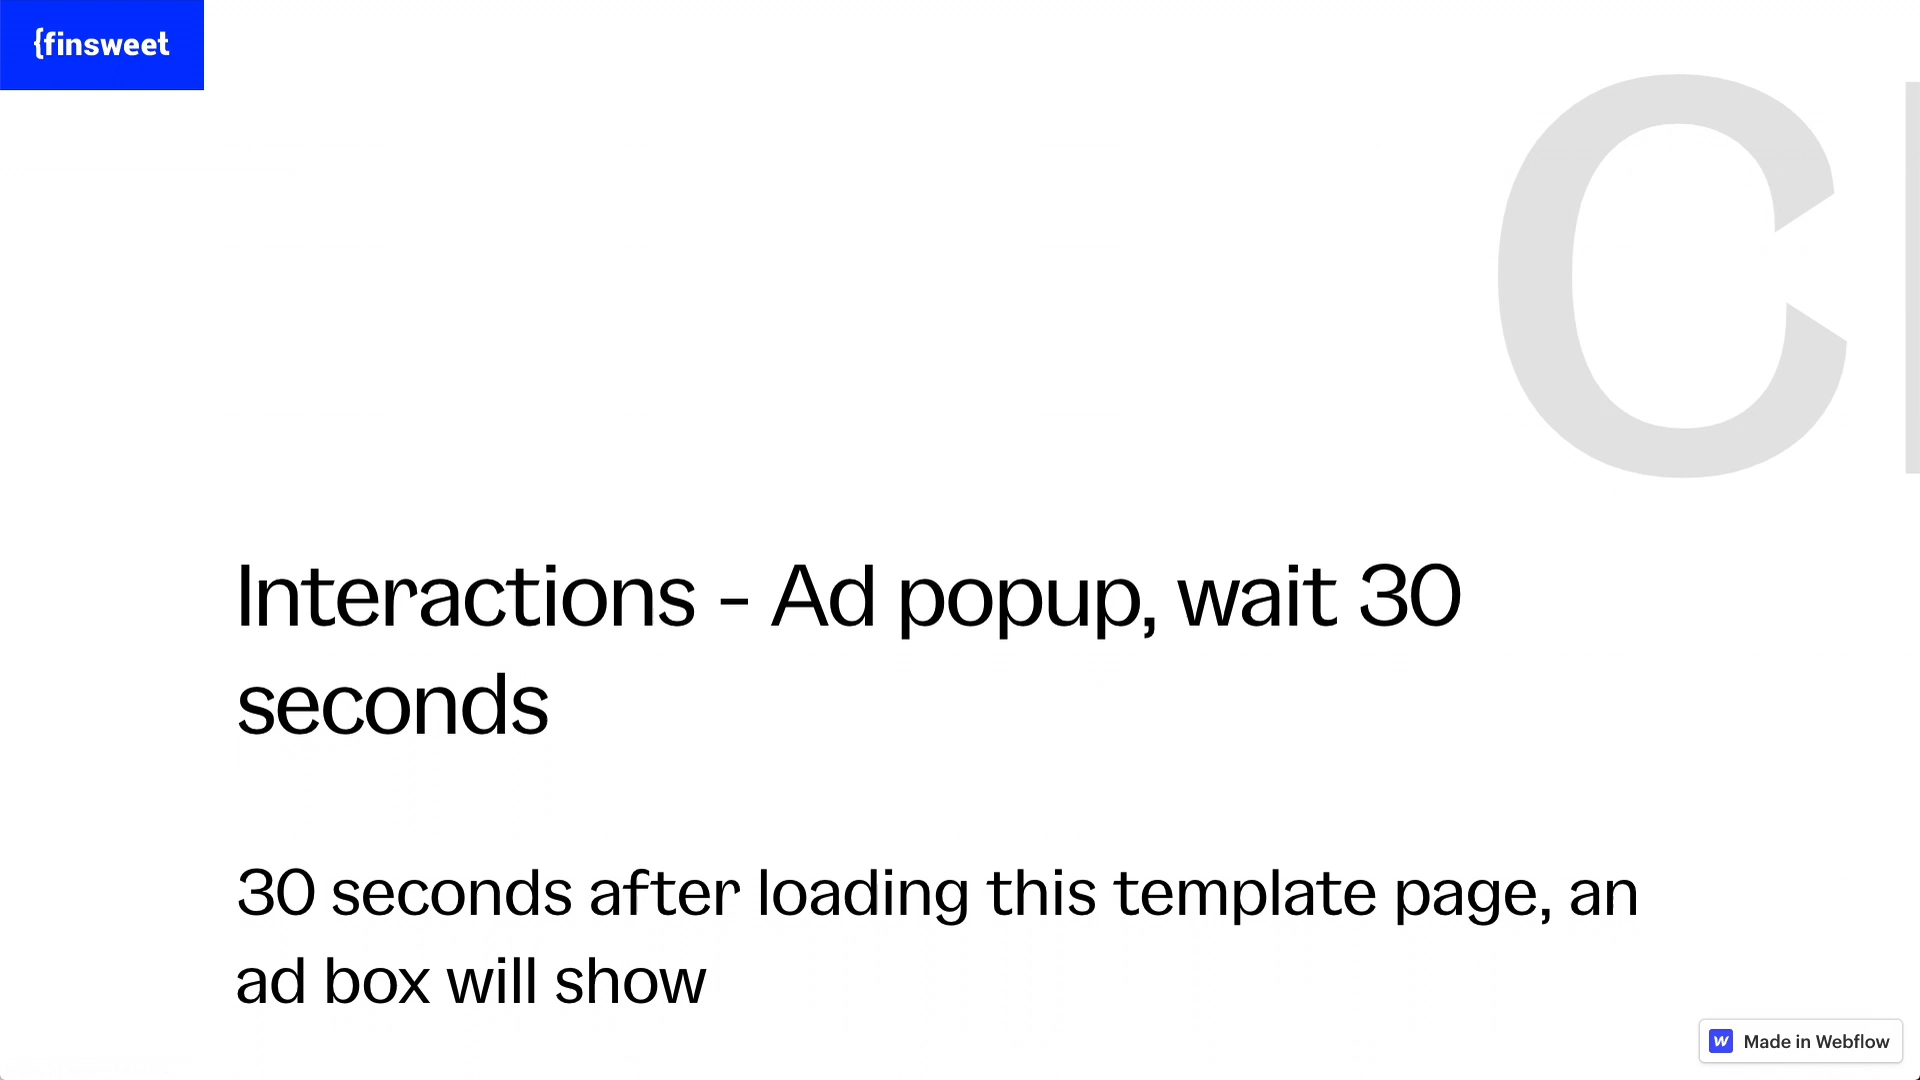 {finsweet
C
Interactions - Ad popup, wait 30
seconds
30 seconds after loading this template page, an
ad box will show
Made in Webflow